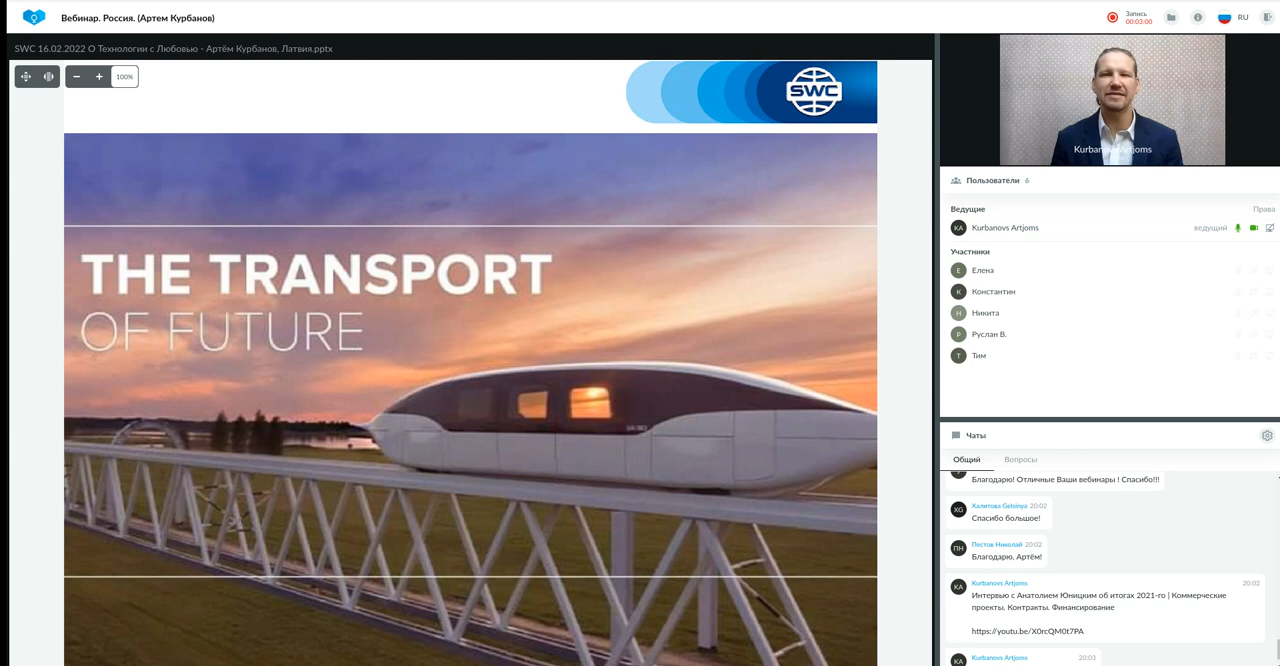 Вебинар. Россия. (Артем Курбанов)
Запись
00:03:00
RU
SWC 16.02.2022 О Технологии с Любовью - Артём Курбанов, Латвия.pptx
100%
SWC
THE TRANSPORT
OF FUTURE
Kurbanovs Artjoms
Пользователи 6
Ведущие Права
KA Kurbanovs Artjoms ведущий
Участники
Е Елена
К Константин
Н Никита
Р Руслан В.
Т Тим
Чаты
Общий Вопросы
Благодарю! Отличные Ваши вебинары ! Спасибо!!!
XG Халитова Gelsinya 20:02
Спасибо большое!
ПН Пестов Николай 20:02
Благодарю, Артём!
KA Kurbanovs Artjoms 20:02
Интервью с Анатолием Юницким об итогах 2021-го | Коммерческие
проекты. Контракты. Финансирование
https://youtu.be/X0rcQM0t7PA
KA Kurbanovs Artjoms 20:03